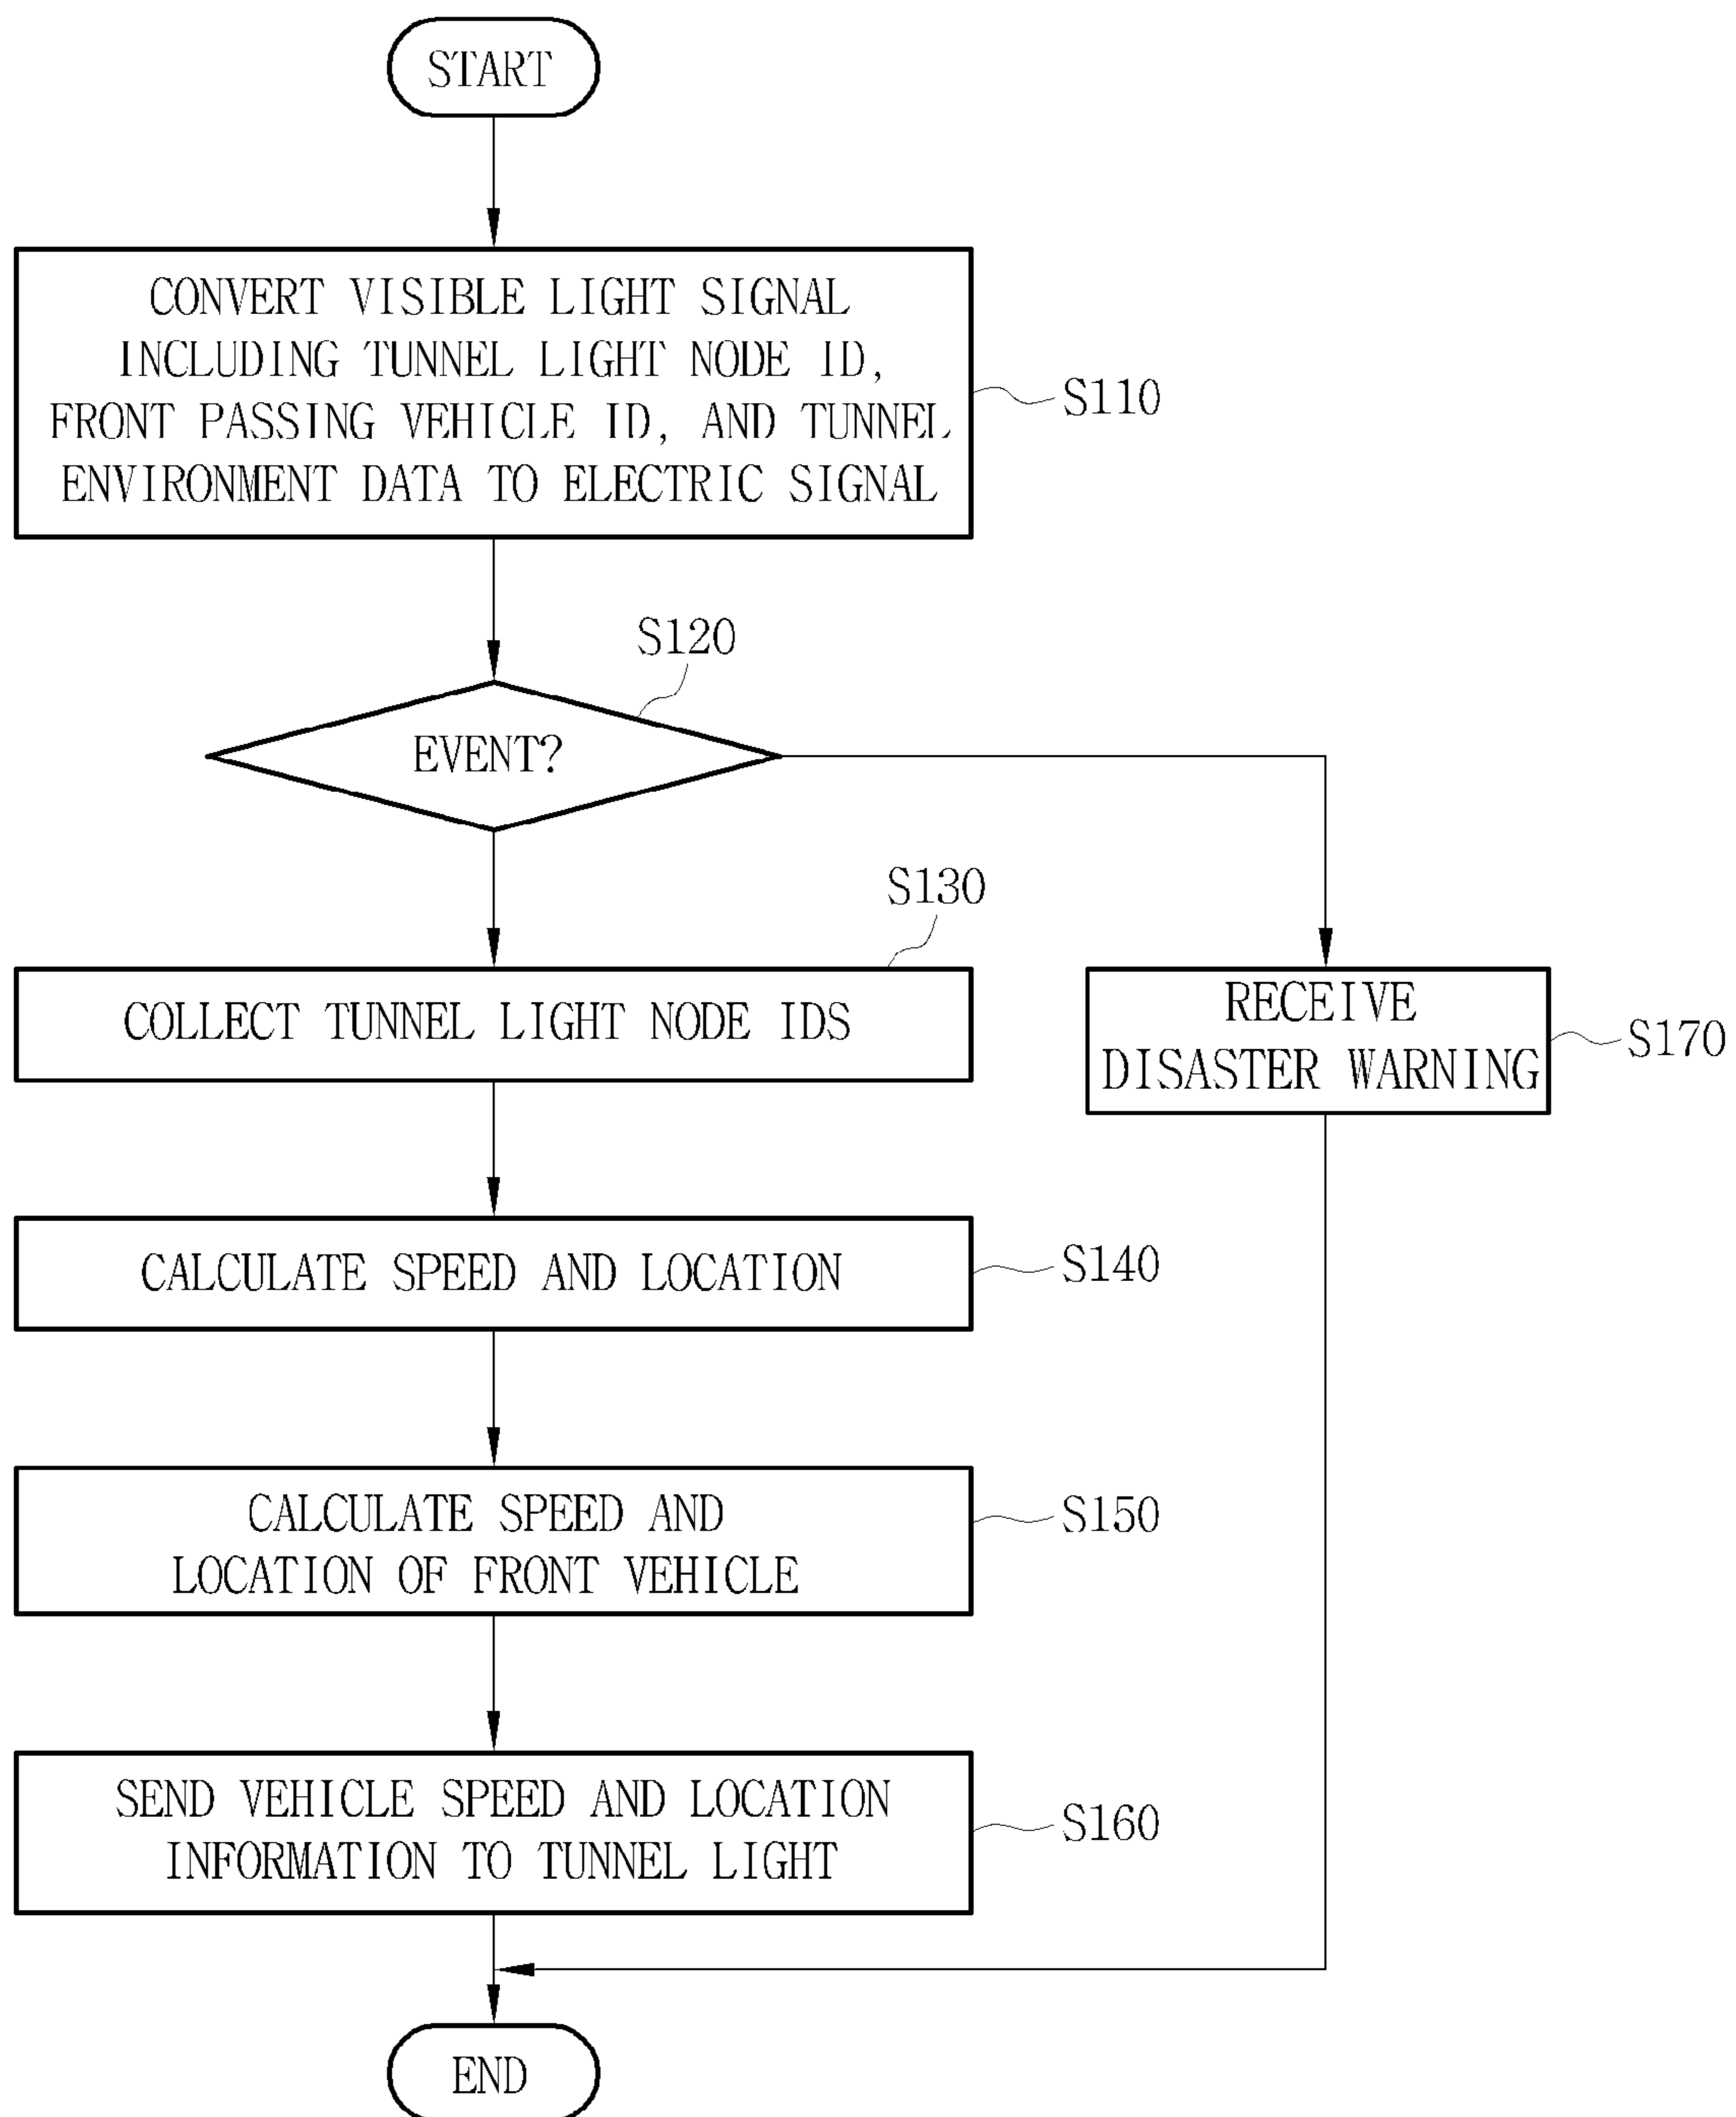 START
CONVERT VISIBLE LIGHT SIGNAL
INCLUDING TUNNEL LIGHT NODE ID,
FRONT PASSING VEHICLE ID, AND TUNNEL
ENVIRONMENT DATA TO ELECTRIC SIGNAL
S110
S120
EVENT?
S130
COLLECT TUNNEL LIGHT NODE IDS
RECEIVE
DISASTER WARNING
S170
CALCULATE SPEED AND LOCATION
S140
CALCULATE SPEED AND
LOCATION OF FRONT VEHICLE
S150
SEND VEHICLE SPEED AND LOCATION
INFORMATION TO TUNNEL LIGHT
S160
END